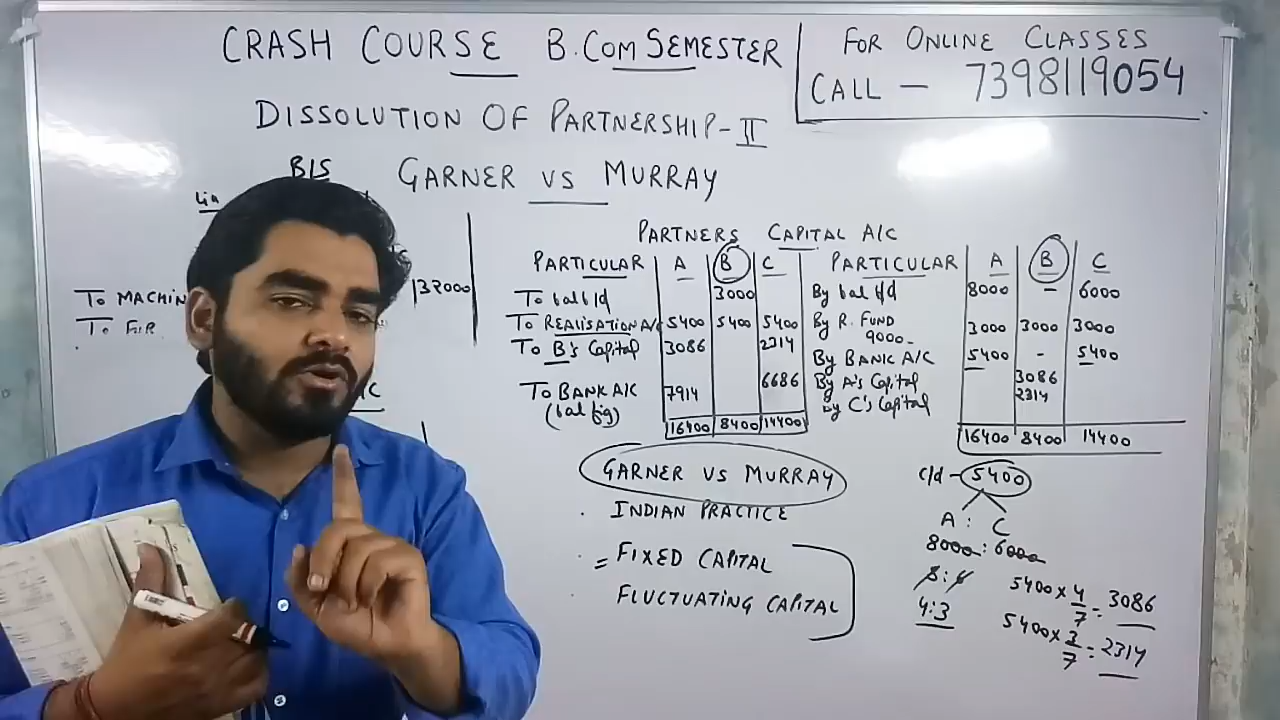 CRASH COURSE B.COM SEMESTER
FOR ONLINE CLASSES
CALL — 7398119054
DISSOLUTION OF PARTNERSHIP-II
B/S
GARNER VS MURRAY
Lia
132000
TO MACHIN
TO FUR
PARTNERS CAPITAL A/C
PARTICULAR A B C PARTICULAR A B C
To bal b/d 3000 By bal b/d 8000 - 6000
TO REALISATION A/c 5400 5400 5400 By R. FUND 9000- 3000 3000 3000
TO B's Capital 3086 2314 By BANK A/C 5400 - 5400
TO BANK A/C 7914 6686 By A's Capital 3086
(bal fig) By C's Capital 2314
16400 8400 14400 16400 8400 14400
GARNER VS MURRAY
INDIAN PRACTICE
= FIXED CAPITAL
FLUCTUATING CAPITAL
c/d - 5400
A : C
8000 : 6000
8 : 6
4:3
5400 x 4/7 = 3086
5400 x 3/7 = 2314